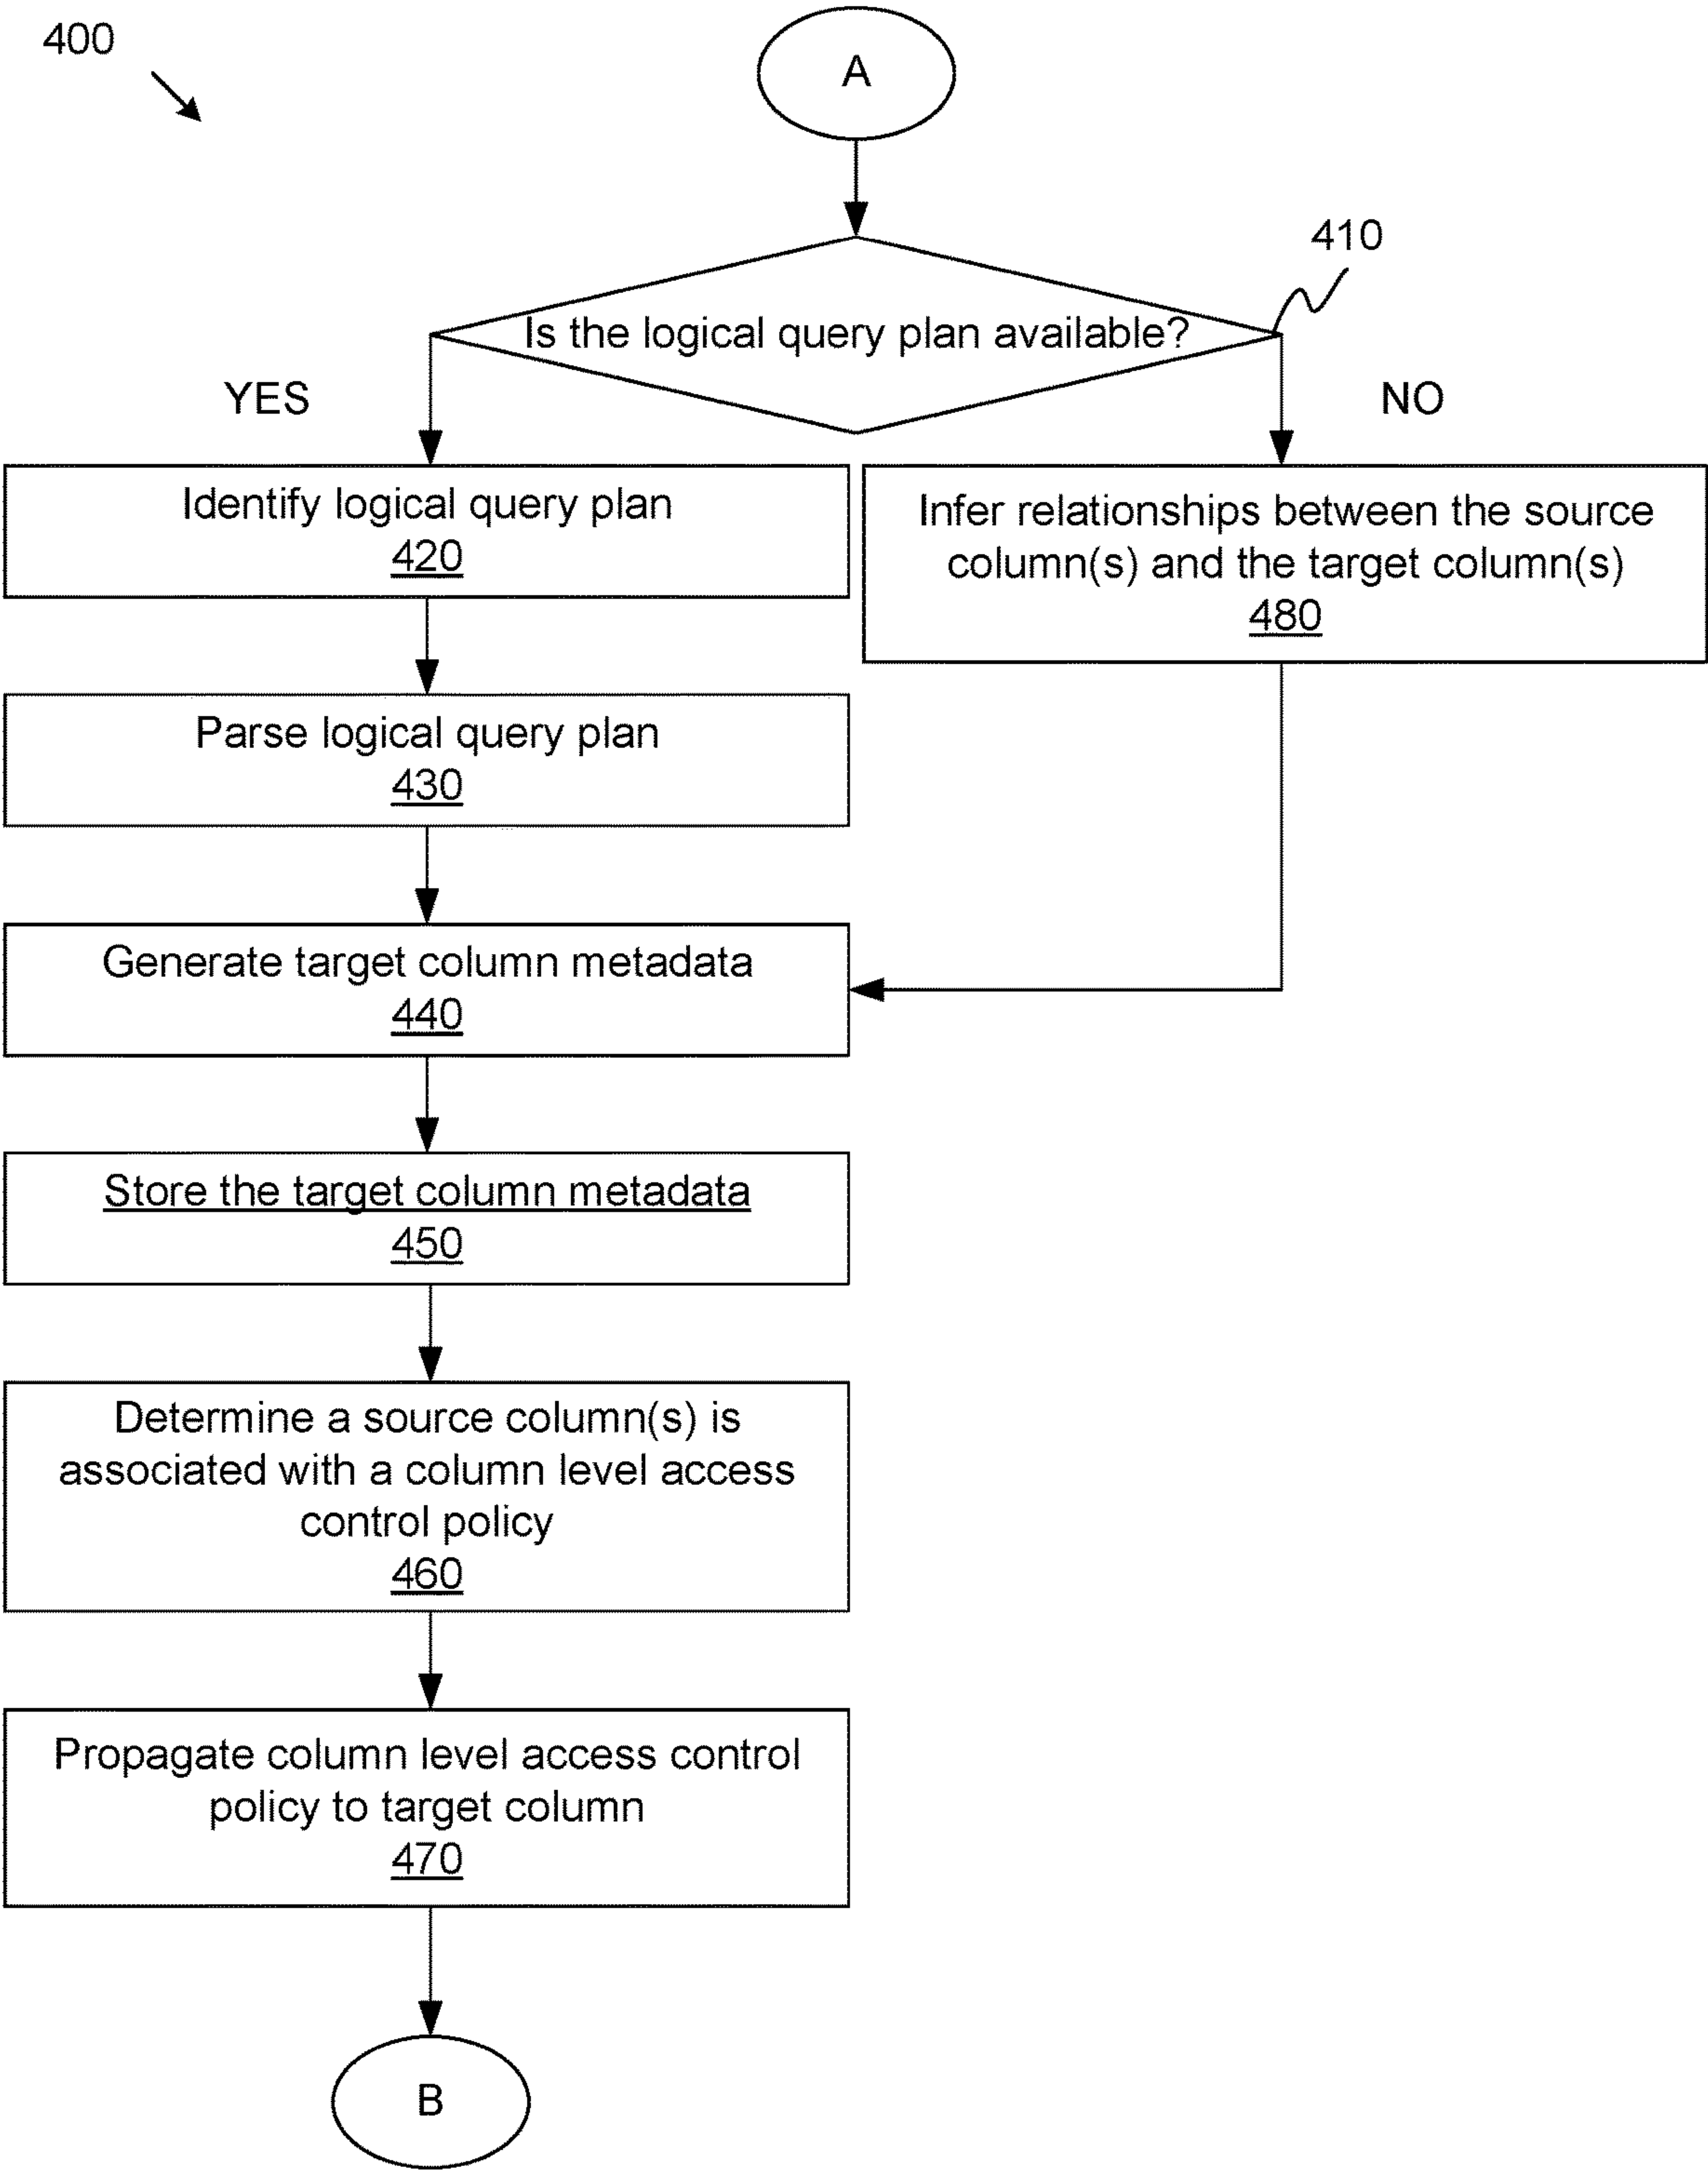 400
A
410
Is the logical query plan available?
YES
NO
Identify logical query plan
420
Infer relationships between the source
column(s) and the target column(s)
480
Parse logical query plan
430
Generate target column metadata
440
Store the target column metadata
450
Determine a source column(s) is
associated with a column level access
control policy
460
Propagate column level access control
policy to target column
470
B